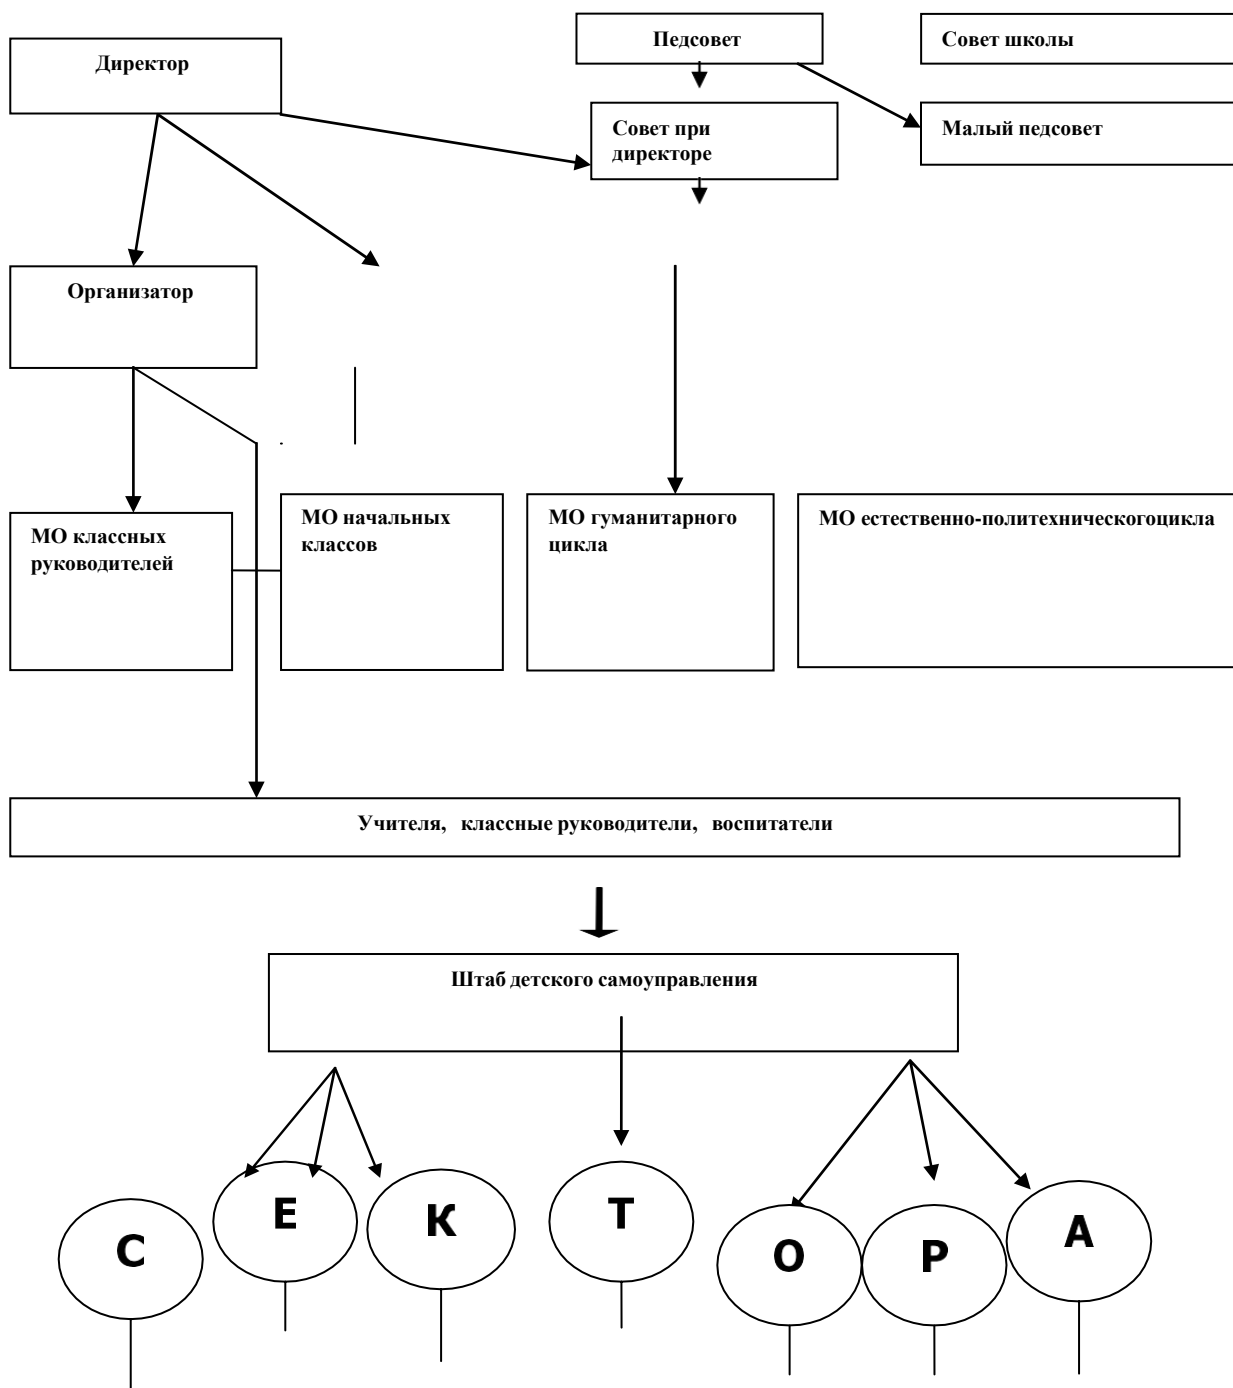 Директор
Педсовет
Совет школы
Совет при
директоре
Малый педсовет
Организатор
МО классных
руководителей
МО начальных
классов
МО гуманитарного
цикла
МО естественно-политехническогоцикла
Учителя, классные руководители, воспитатели
Штаб детского самоуправления
С
Е
К
Т
О
Р
А